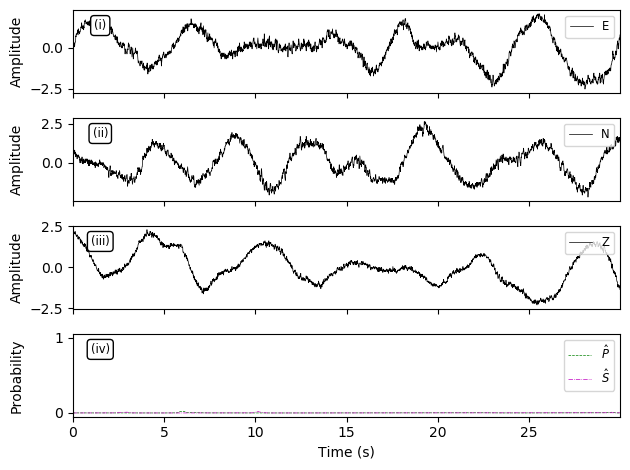 (i)
E
Amplitude
0.0
−2.5
(ii)
N
Amplitude
2.5
0.0
(iii)
Z
Amplitude
2.5
0.0
−2.5
(iv)
P̂
Ŝ
Probability
1
0
0 5 10 15 20 25
Time (s)